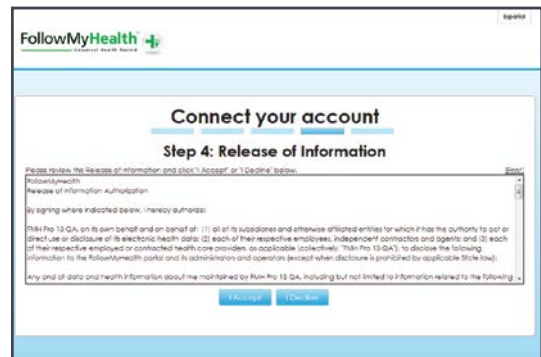 Español
FollowMyHealth
Universal Health Record
Connect your account
Step 4: Release of Information
Please review the Release of Information and click "I Accept" or "I Decline" below.
Print
FollowMyHealth
Release of Information Authorization
By signing where indicated below, I hereby authorize:
FMH Pro 13 QA, on its own behalf and on behalf of: (1) all of its subsidiaries and otherwise affiliated entities for which it has the authority to act or
direct use or disclosure of its electronic health data; (2) each of their respective employees, independent contractors and agents; and (3) each
of their respective employed or contracted health care providers, as applicable (collectively, "FMH Pro 13 QA"), to disclose the following
information to the FollowMyHealth portal and its administrators and operators (except when disclosure is prohibited by applicable State law):
Any and all data and health information about me maintained by FMH Pro 13 QA, including but not limited to information related to the following
I Accept
I Decline